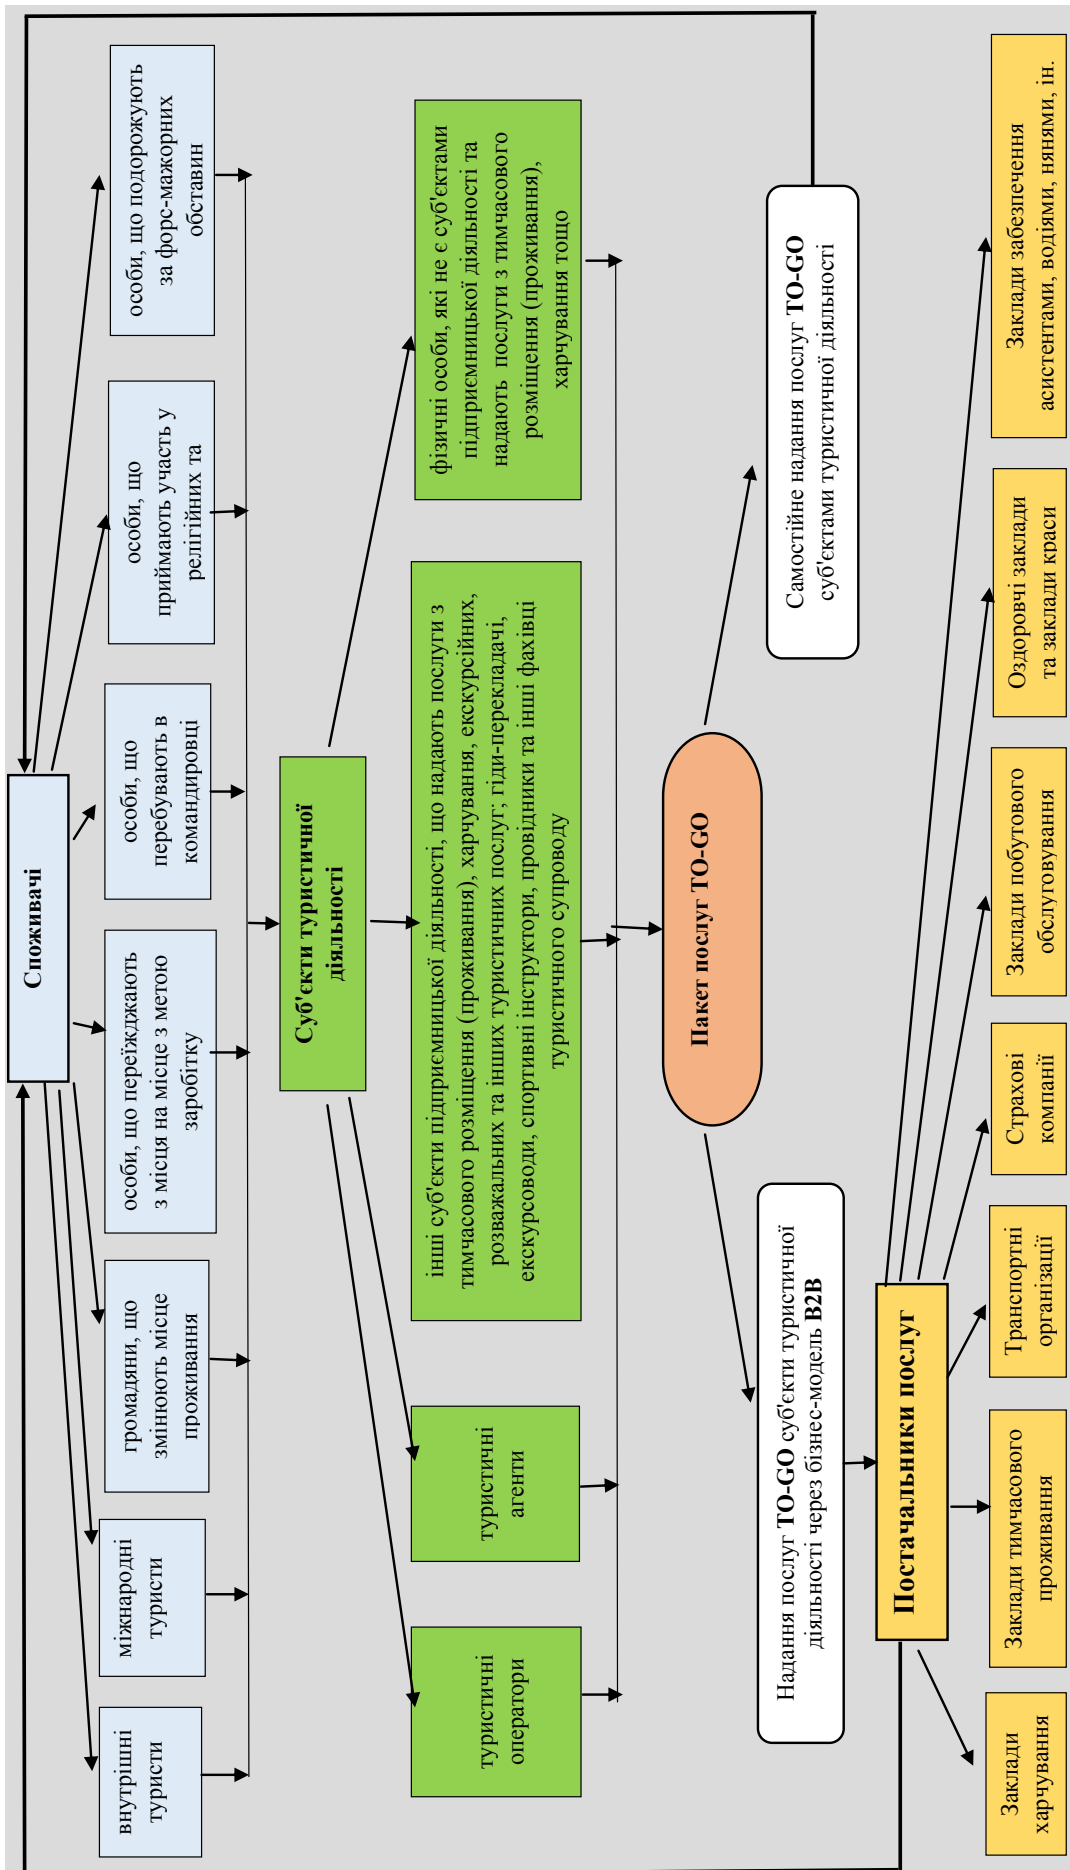 Споживачі
внутрішні
туристи
міжнародні
туристи
громадяни, що
змінюють місце
проживання
особи, що переїжджають
з місця на місце з метою
заробітку
особи, що
перебувають в
командировці
особи, що
приймають участь у
релігійних та
особи, що подорожують
за форс-мажорних
обставин
Суб'єкти туристичної
діяльності
туристичні
оператори
туристичні
агенти
інші суб'єкти підприємницької діяльності, що надають послуги з
тимчасового розміщення (проживання), харчування, екскурсійних,
розважальних та інших туристичних послуг; гіди-перекладачі,
екскурсоводи, спортивні інструктори, провідники та інші фахівці
туристичного супроводу
фізичні особи, які не є суб'єктами
підприємницької діяльності та
надають послуги з тимчасового
розміщення (проживання),
харчування тощо
Пакет послуг TO-GO
Надання послуг TO-GO суб'єкти туристичної
діяльності через бізнес-модель B2B
Самостійне надання послуг TO-GO
суб'єктами туристичної діяльності
Постачальники послуг
Заклади
харчування
Заклади тимчасового
проживання
Транспортні
організації
Страхові
компанії
Заклади побутового
обслуговування
Оздоровчі заклади
та заклади краси
Заклади забезпечення
асистентами, водіями, нянями, ін.